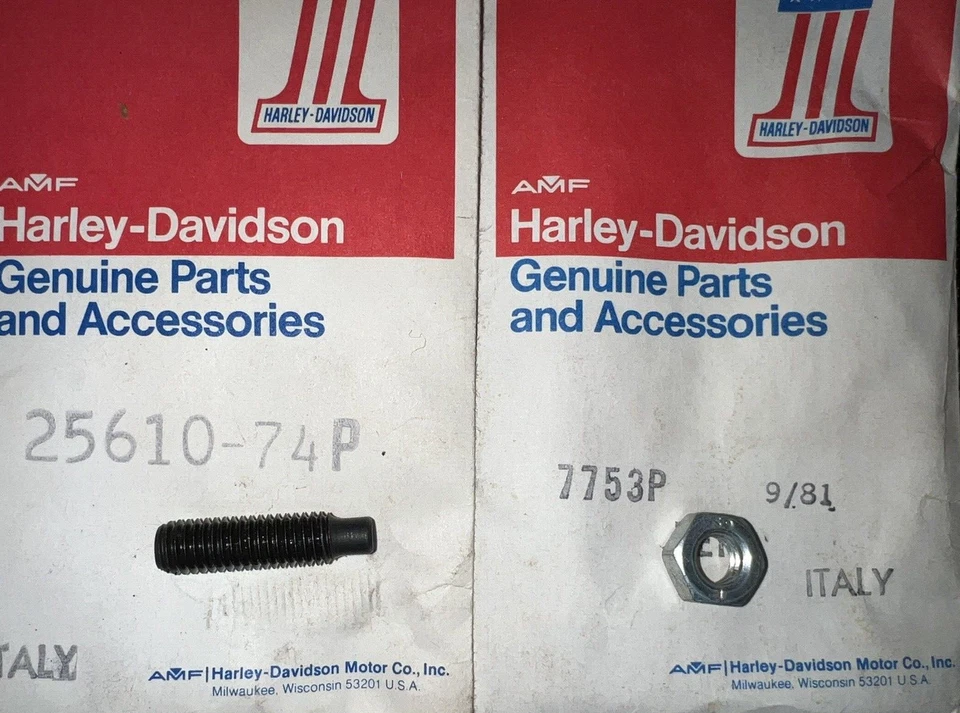 HARLEY-DAVIDSON
AMF
Harley-Davidson
Genuine Parts
and Accessories
25610-74P
ITALY
AMF|Harley-Davidson Motor Co., Inc.
Milwaukee, Wisconsin 53201 U.S.A.
HARLEY-DAVIDSON
AMF
Harley-Davidson
Genuine Parts
and Accessories
7753P 9/81
ITALY
AMF|Harley-Davidson Motor Co., Inc.
Milwaukee, Wisconsin 53201 U.S.A.